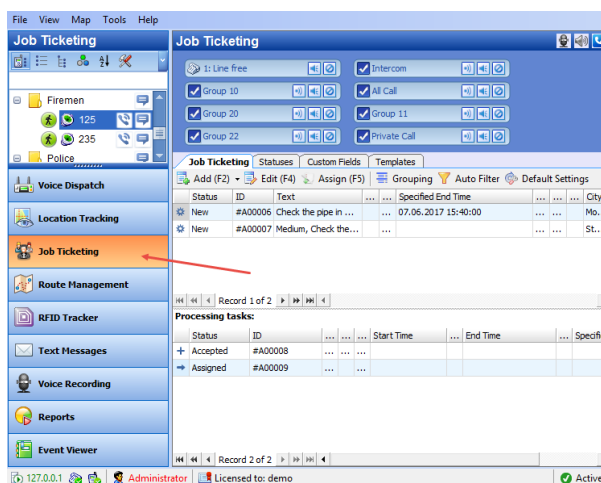 File View Map Tools Help
Job Ticketing
Firemen
125
235
Police
Voice Dispatch
Location Tracking
Job Ticketing
Route Management
RFID Tracker
Text Messages
Voice Recording
Reports
Event Viewer
Job Ticketing
1: Line free
Intercom
Group 10
All Call
Group 20
Group 11
Group 22
Private Call
Job Ticketing Statuses Custom Fields Templates
Add (F2) Edit (F4) Assign (F5) Grouping Auto Filter Default Settings
Status ID Text ... ... Specified End Time ... ... ... City
New #A00006 Check the pipe in ... ... 07.06.2017 15:40:00 ... ... Mo...
New #A00007 Medium, Check the... ... ... ... St...
Record 1 of 2
Processing tasks:
Status ID ... ... ... Start Time ... End Time ... Specifi
Accepted #A00008 ... ... ...
Assigned #A00009 ... ...
Record 2 of 2
127.0.0.1 Administrator Licensed to: demo Active